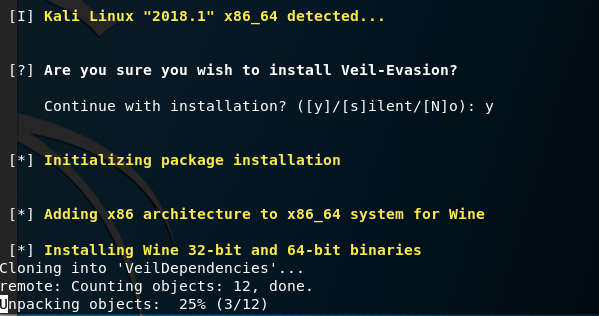 [I] Kali Linux "2018.1" x86_64 detected...
[?] Are you sure you wish to install Veil-Evasion?
Continue with installation? ([y]/[s]ilent/[N]o): y
[*] Initializing package installation
[*] Adding x86 architecture to x86_64 system for Wine
[*] Installing Wine 32-bit and 64-bit binaries
Cloning into 'VeilDependencies'...
remote: Counting objects: 12, done.
Unpacking objects:  25% (3/12)